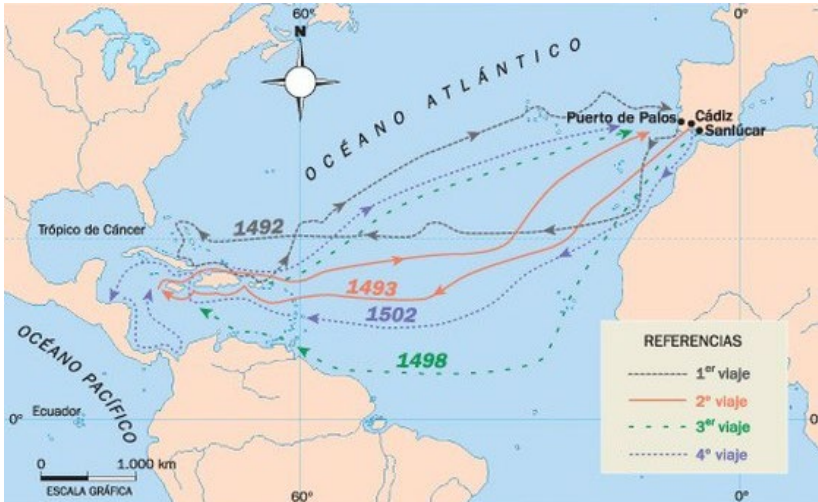 60°
0°
N
OCÉANO ATLÁNTICO
Puerto de Palos
Cádiz
Sanlúcar
Trópico de Cáncer
1492
1493
1502
1498
OCÉANO PACÍFICO
Ecuador
0°
0°
0 1.000 km
ESCALA GRÁFICA
60°
0°
REFERENCIAS
1er viaje
2º viaje
3er viaje
4º viaje